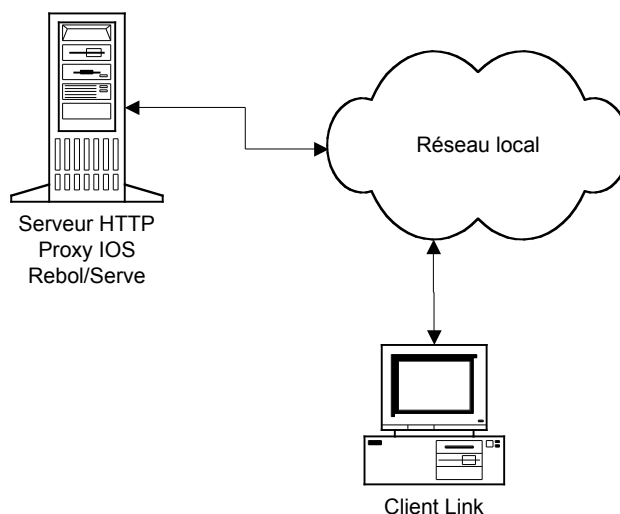 Réseau local
Serveur HTTP
Proxy IOS
Rebol/Serve
Client Link